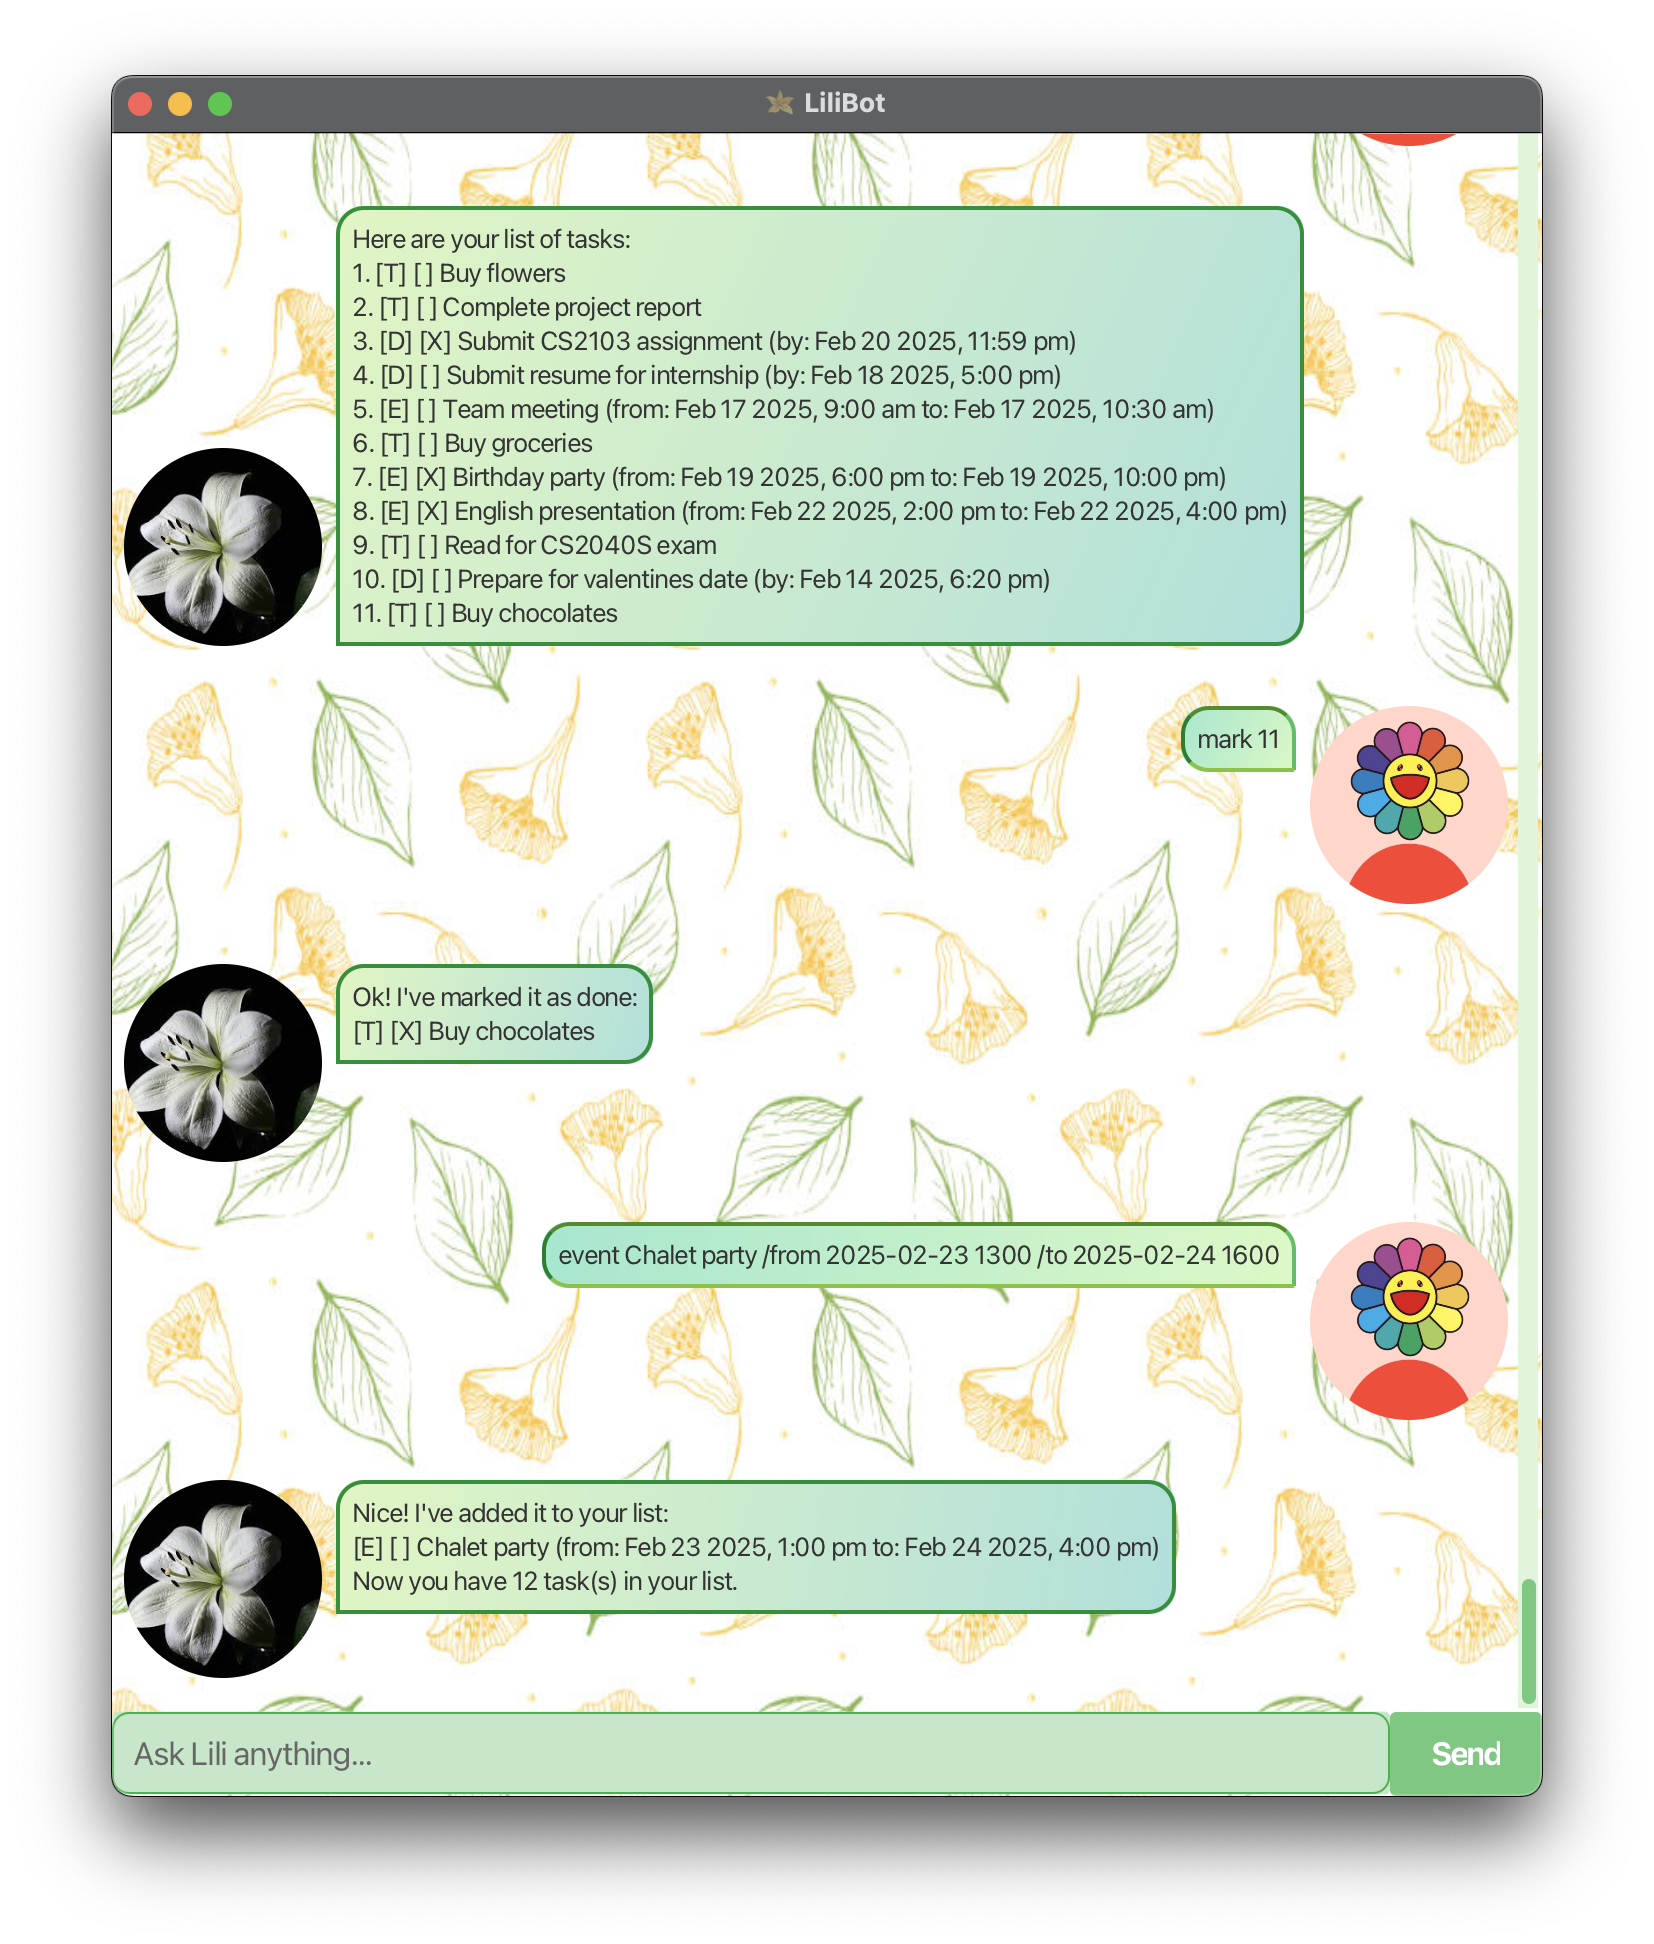 LiliBot
Here are your list of tasks:
1. [T] [ ] Buy flowers
2. [T] [ ] Complete project report
3. [D] [X] Submit CS2103 assignment (by: Feb 20 2025, 11:59 pm)
4. [D] [ ] Submit resume for internship (by: Feb 18 2025, 5:00 pm)
5. [E] [ ] Team meeting (from: Feb 17 2025, 9:00 am to: Feb 17 2025, 10:30 am)
6. [T] [ ] Buy groceries
7. [E] [X] Birthday party (from: Feb 19 2025, 6:00 pm to: Feb 19 2025, 10:00 pm)
8. [E] [X] English presentation (from: Feb 22 2025, 2:00 pm to: Feb 22 2025, 4:00 pm)
9. [T] [ ] Read for CS2040S exam
10. [D] [ ] Prepare for valentines date (by: Feb 14 2025, 6:20 pm)
11. [T] [ ] Buy chocolates
mark 11
Ok! I've marked it as done:
[T] [X] Buy chocolates
event Chalet party /from 2025-02-23 1300 /to 2025-02-24 1600
Nice! I've added it to your list:
[E] [ ] Chalet party (from: Feb 23 2025, 1:00 pm to: Feb 24 2025, 4:00 pm)
Now you have 12 task(s) in your list.
Ask Lili anything...
Send